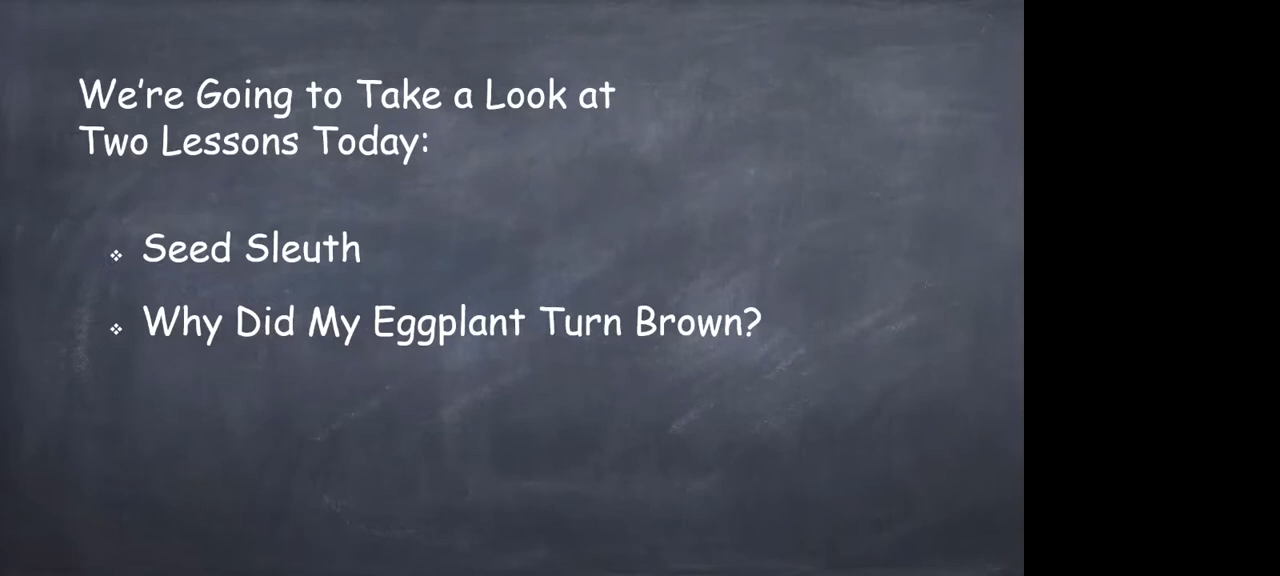 We're Going to Take a Look at
Two Lessons Today:
❖ Seed Sleuth
❖ Why Did My Eggplant Turn Brown?